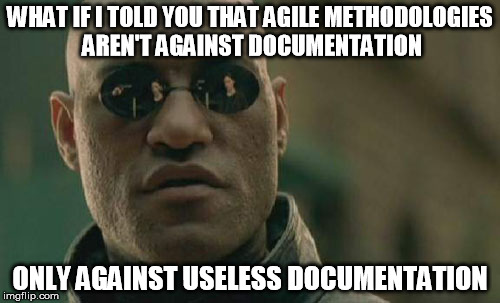 WHAT IF I TOLD YOU THAT AGILE METHODOLOGIES
AREN'T AGAINST DOCUMENTATION
ONLY AGAINST USELESS DOCUMENTATION
imgflip.com